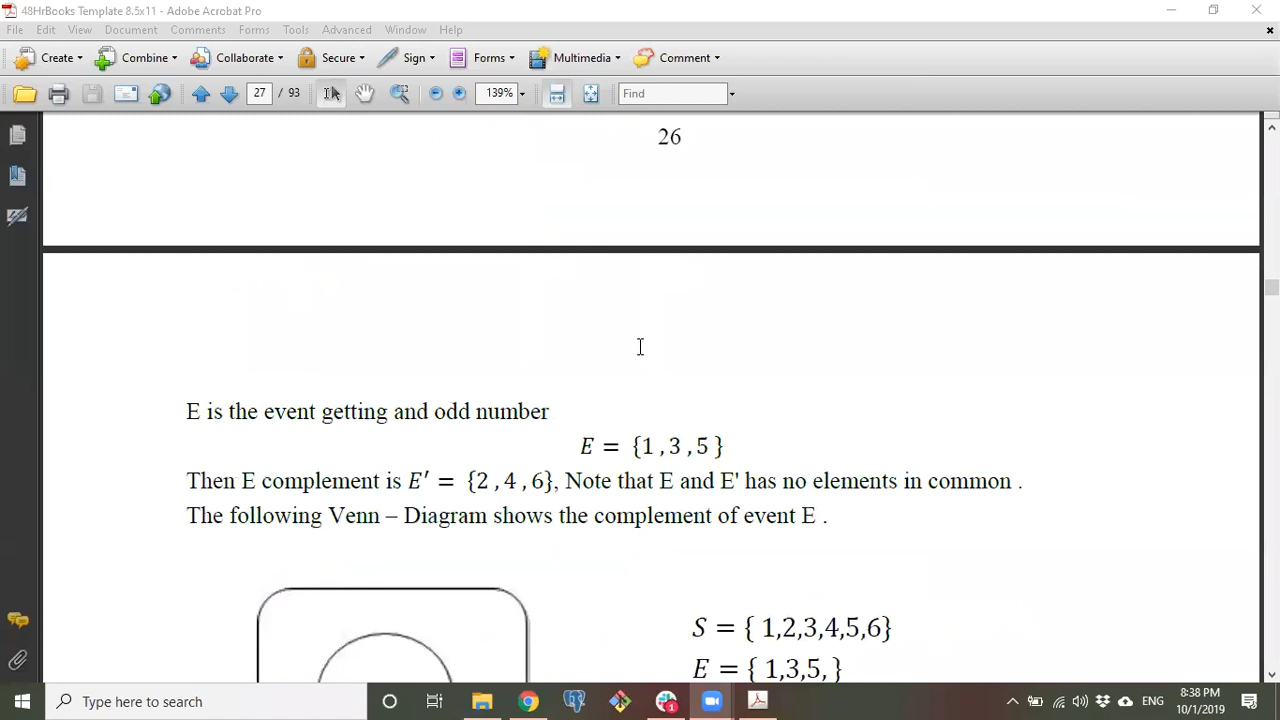 48HrBooks Template 8.5x11 - Adobe Acrobat Pro
File Edit View Document Comments Forms Tools Advanced Window Help
Create Combine Collaborate Secure Sign Forms Multimedia Comment
27 / 93 139% Find
26
E is the event getting and odd number
E = {1 ,3 ,5 }
Then E complement is E′ = {2 ,4 ,6}, Note that E and E' has no elements in common .
The following Venn – Diagram shows the complement of event E .
S = { 1,2,3,4,5,6}
E = { 1,3,5, }
Type here to search
1
ENG
8:38 PM
10/1/2019